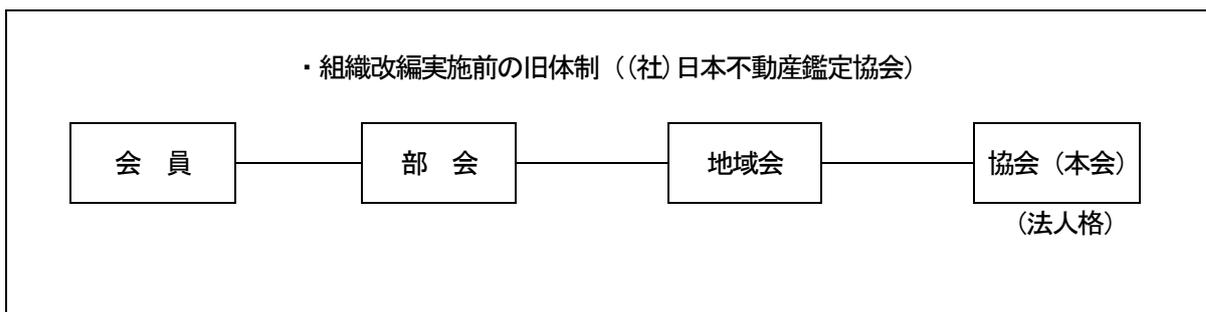 ・組織改編実施前の旧体制（（社）日本不動産鑑定協会）
会　員
部　会
地域会
協会（本会）
（法人格）